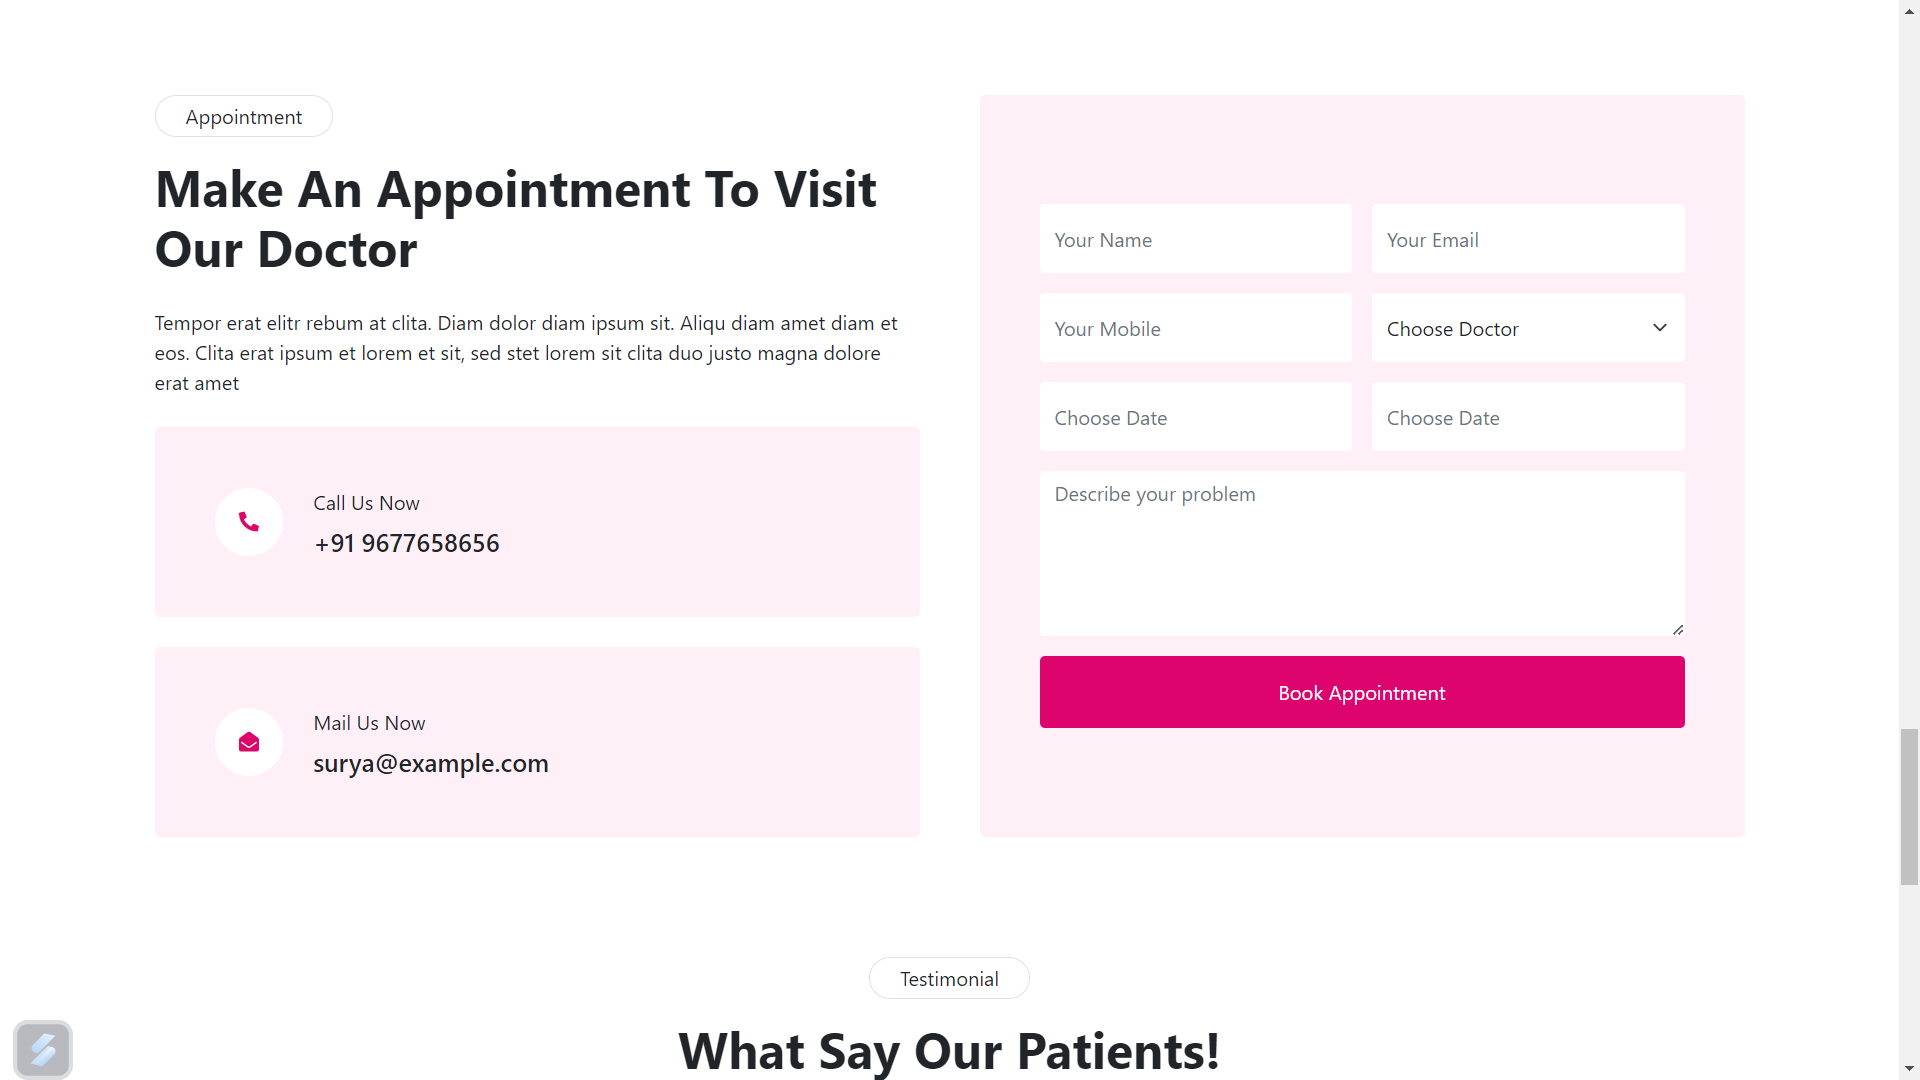 Appointment
Make An Appointment To Visit
Our Doctor
Tempor erat elitr rebum at clita. Diam dolor diam ipsum sit. Aliqu diam amet diam et
eos. Clita erat ipsum et lorem et sit, sed stet lorem sit clita duo justo magna dolore
erat amet
Call Us Now
+91 9677658656
Mail Us Now
surya@example.com
Your Name
Your Email
Your Mobile
Choose Doctor
Choose Date
Choose Date
Describe your problem
Book Appointment
Testimonial
What Say Our Patients!